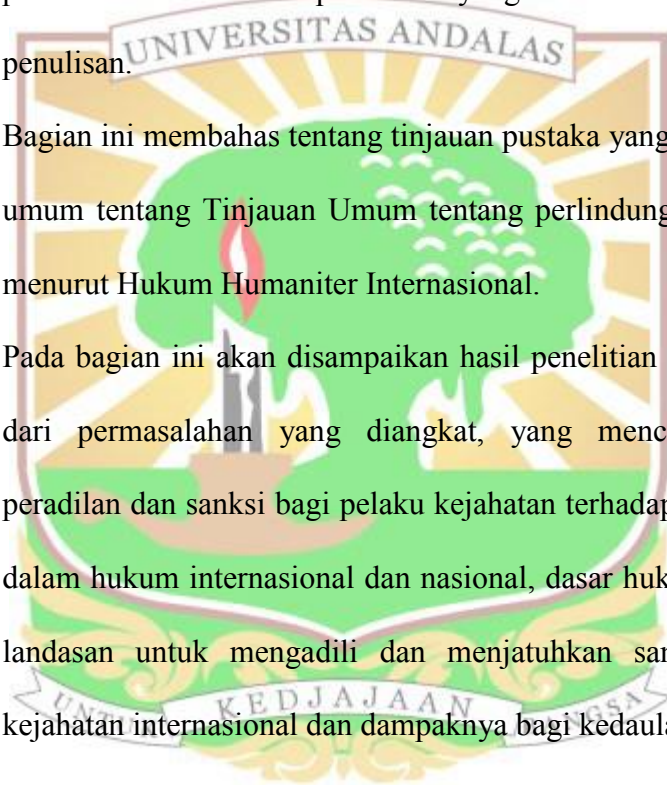 UNIVERSITAS ANDALAS
penulisan.
Bagian ini membahas tentang tinjauan pustaka yang
umum tentang Tinjauan Umum tentang perlindung
menurut Hukum Humaniter Internasional.
Pada bagian ini akan disampaikan hasil penelitian
dari permasalahan yang diangkat, yang menc
peradilan dan sanksi bagi pelaku kejahatan terhadap
dalam hukum internasional dan nasional, dasar huk
landasan untuk mengadili dan menjatuhkan san
UNTUK KEDJAJAAN BANGSA
kejahatan internasional dan dampaknya bagi kedaula